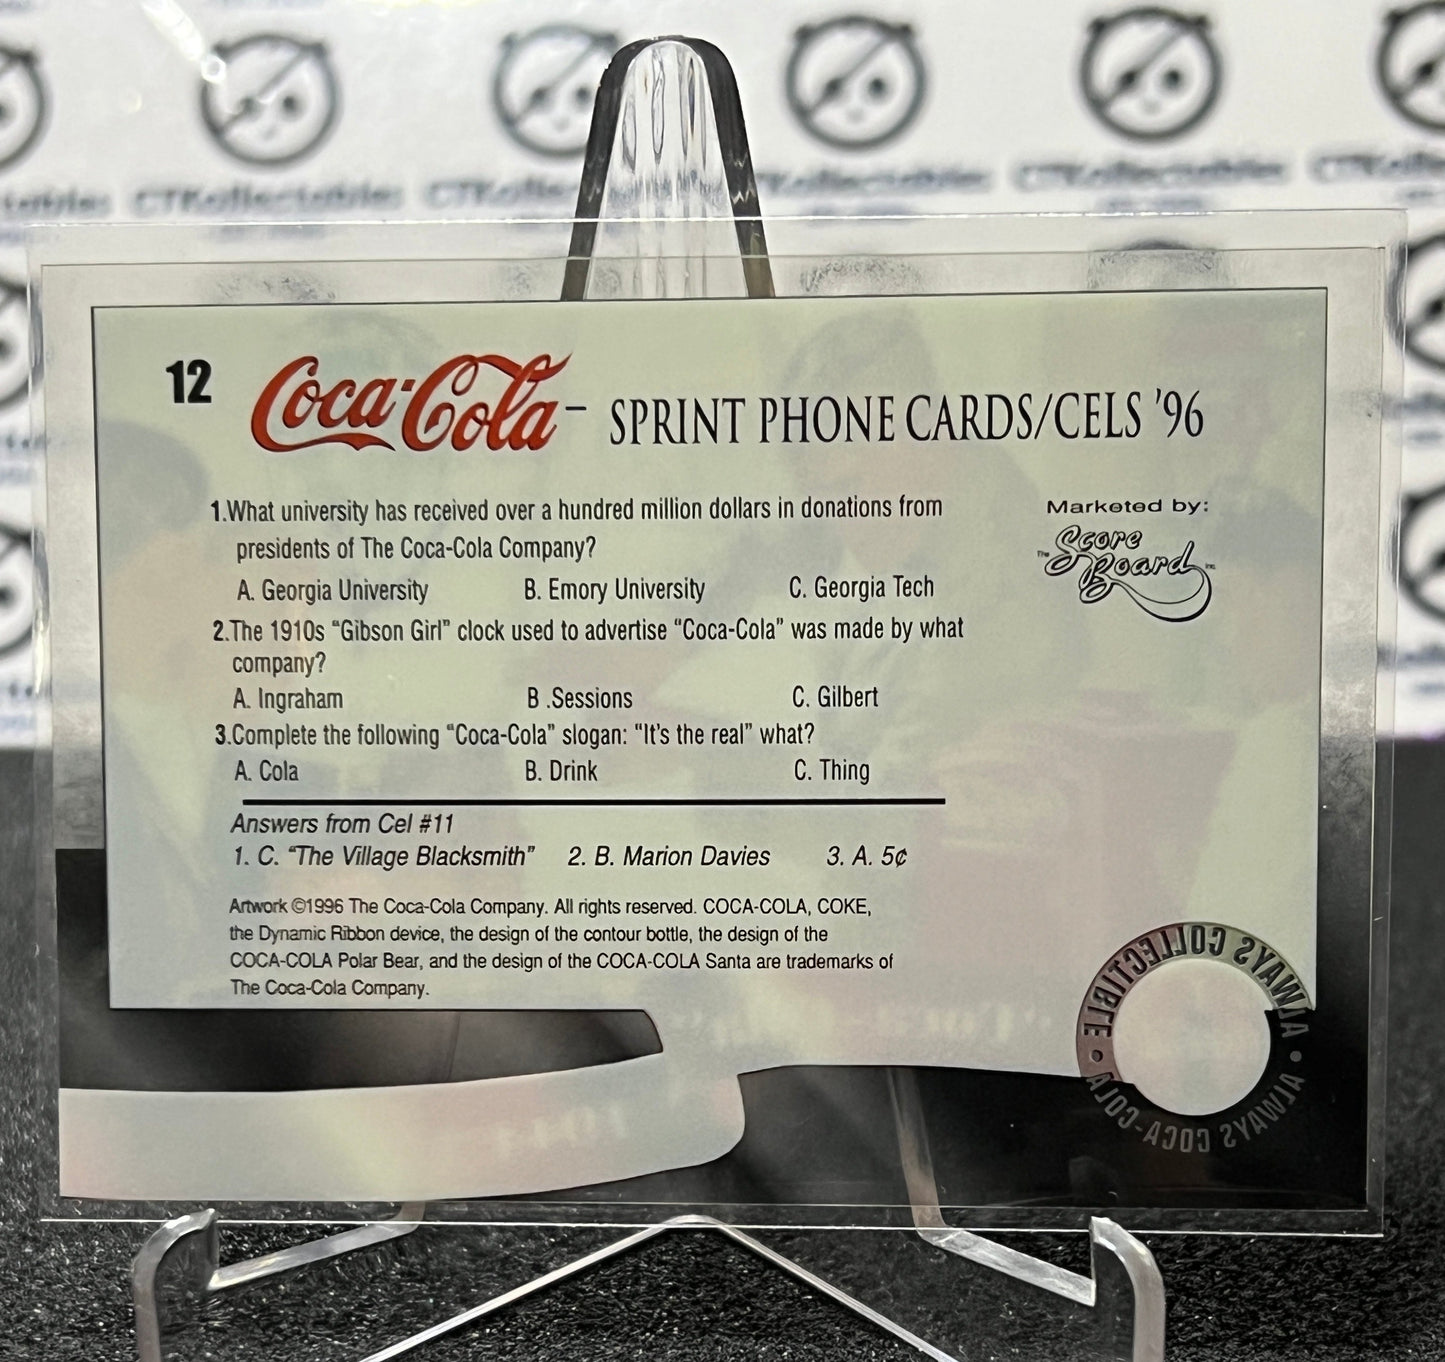 CTKollectables
12
Coca-Cola – SPRINT PHONE CARDS/CELS '96
1.What university has received over a hundred million dollars in donations from
presidents of The Coca-Cola Company?
A. Georgia University B. Emory University C. Georgia Tech
2.The 1910s “Gibson Girl” clock used to advertise “Coca-Cola” was made by what
company?
A. Ingraham B .Sessions C. Gilbert
3.Complete the following “Coca-Cola” slogan: “It's the real” what?
A. Cola B. Drink C. Thing
Marketed by:
The Score
Board Inc.
Answers from Cel #11
1. C. “The Village Blacksmith” 2. B. Marion Davies 3. A. 5¢
Artwork ©1996 The Coca-Cola Company. All rights reserved. COCA-COLA, COKE,
the Dynamic Ribbon device, the design of the contour bottle, the design of the
COCA-COLA Polar Bear, and the design of the COCA-COLA Santa are trademarks of
The Coca-Cola Company.
ALWAYS COLLECTIBLE • ALWAYS COCA-COLA •